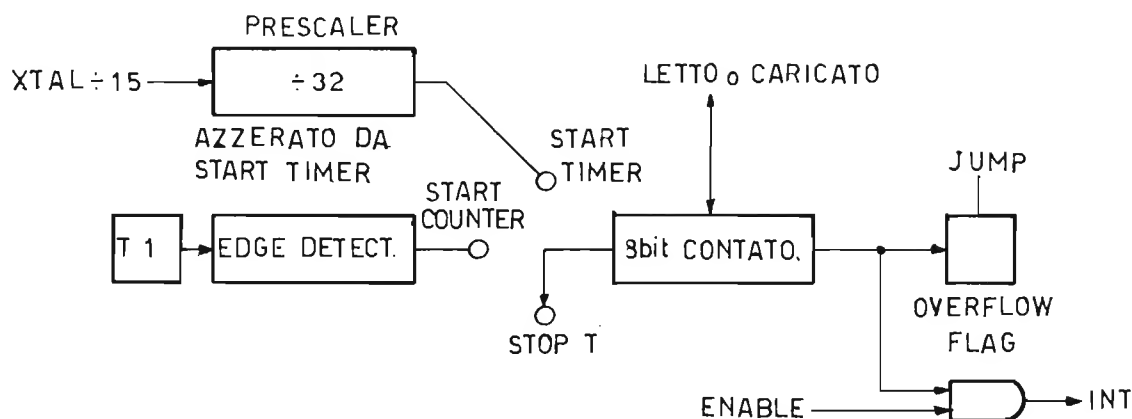 PRESCALER
XTAL÷15
÷32
AZZERATO DA
START TIMER
START
TIMER
START
COUNTER
T 1
EDGE DETECT.
STOP T
LETTO o CARICATO
8bit CONTATO.
JUMP
OVERFLOW
FLAG
ENABLE
INT